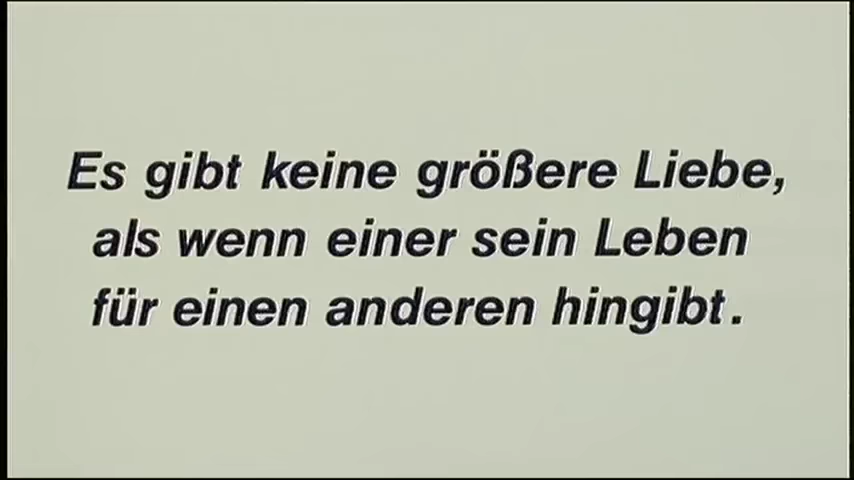 Es gibt keine größere Liebe,
als wenn einer sein Leben
für einen anderen hingibt.